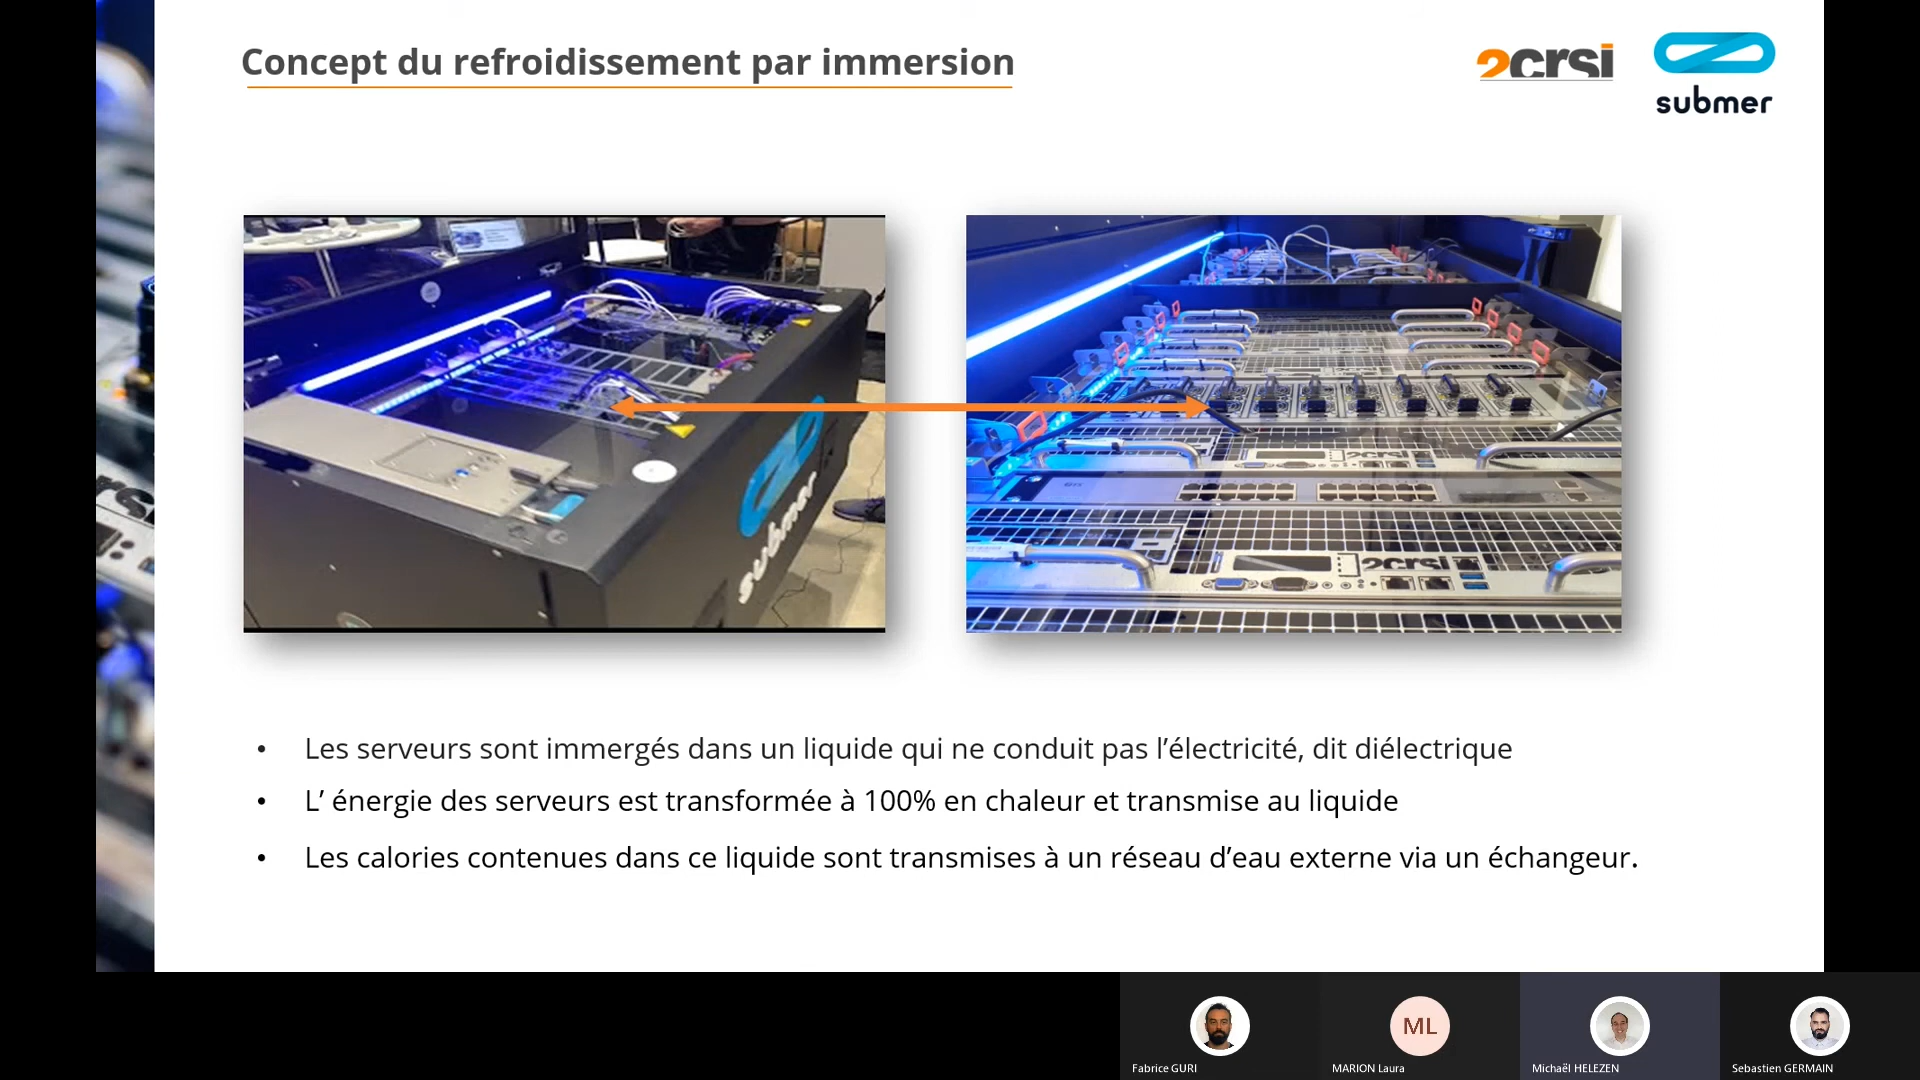 Concept du refroidissement par immersion
2crsi
submer
submer
2crsi
• Les serveurs sont immergés dans un liquide qui ne conduit pas l’électricité, dit diélectrique
• L’ énergie des serveurs est transformée à 100% en chaleur et transmise au liquide
• Les calories contenues dans ce liquide sont transmises à un réseau d’eau externe via un échangeur.
ML
Fabrice GURI
MARION Laura
Michaël HELEZEN
Sebastien GERMAIN